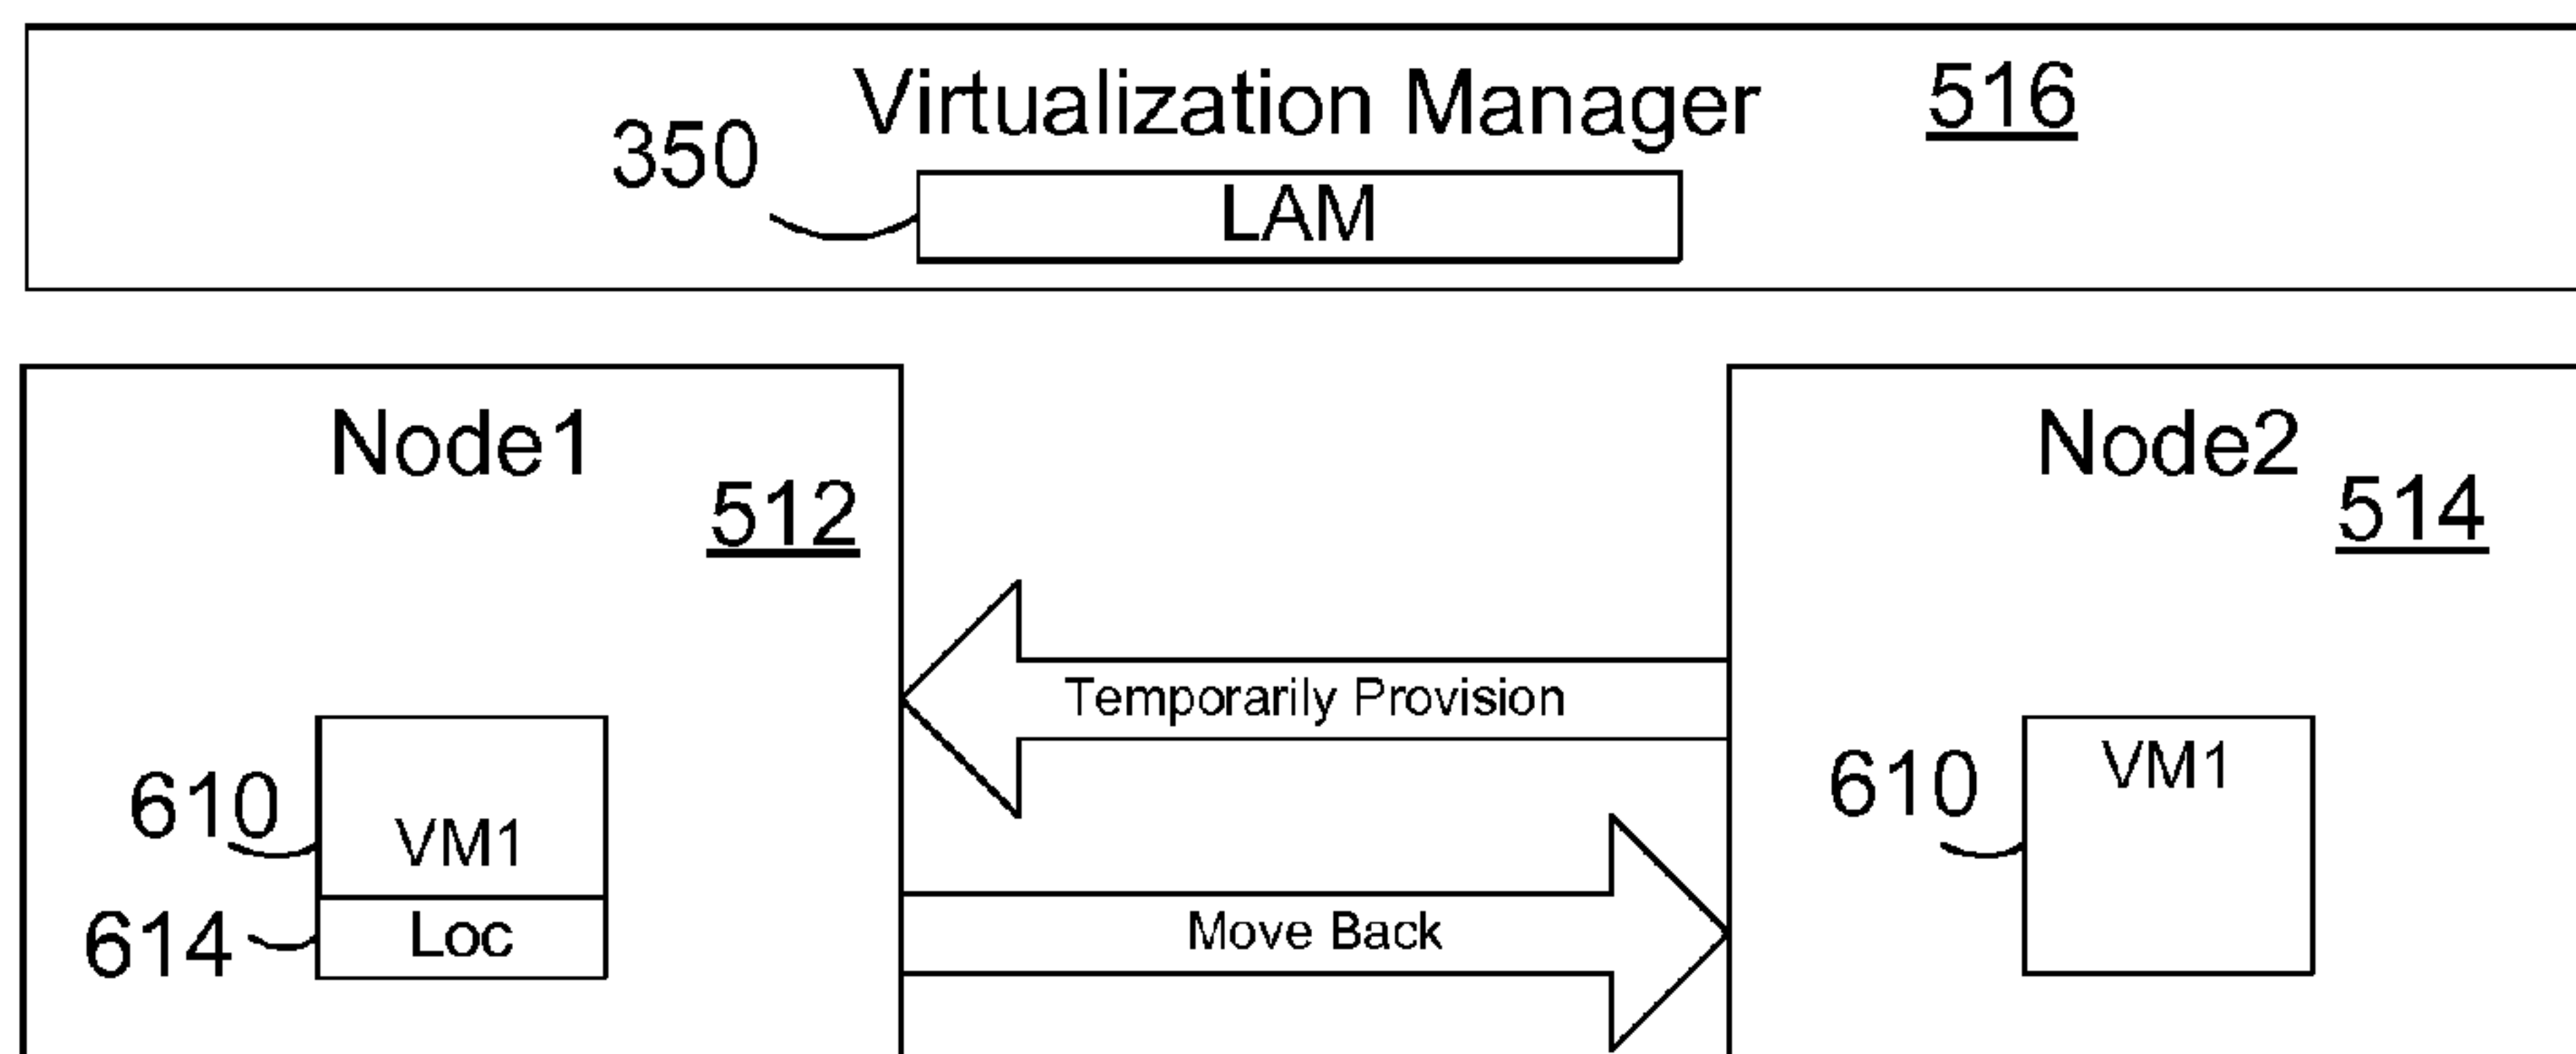 Virtualization Manager 516
350
LAM
Node1
512
Node2
514
Temporarily Provision
610
VM1
614
Loc
Move Back
610
VM1